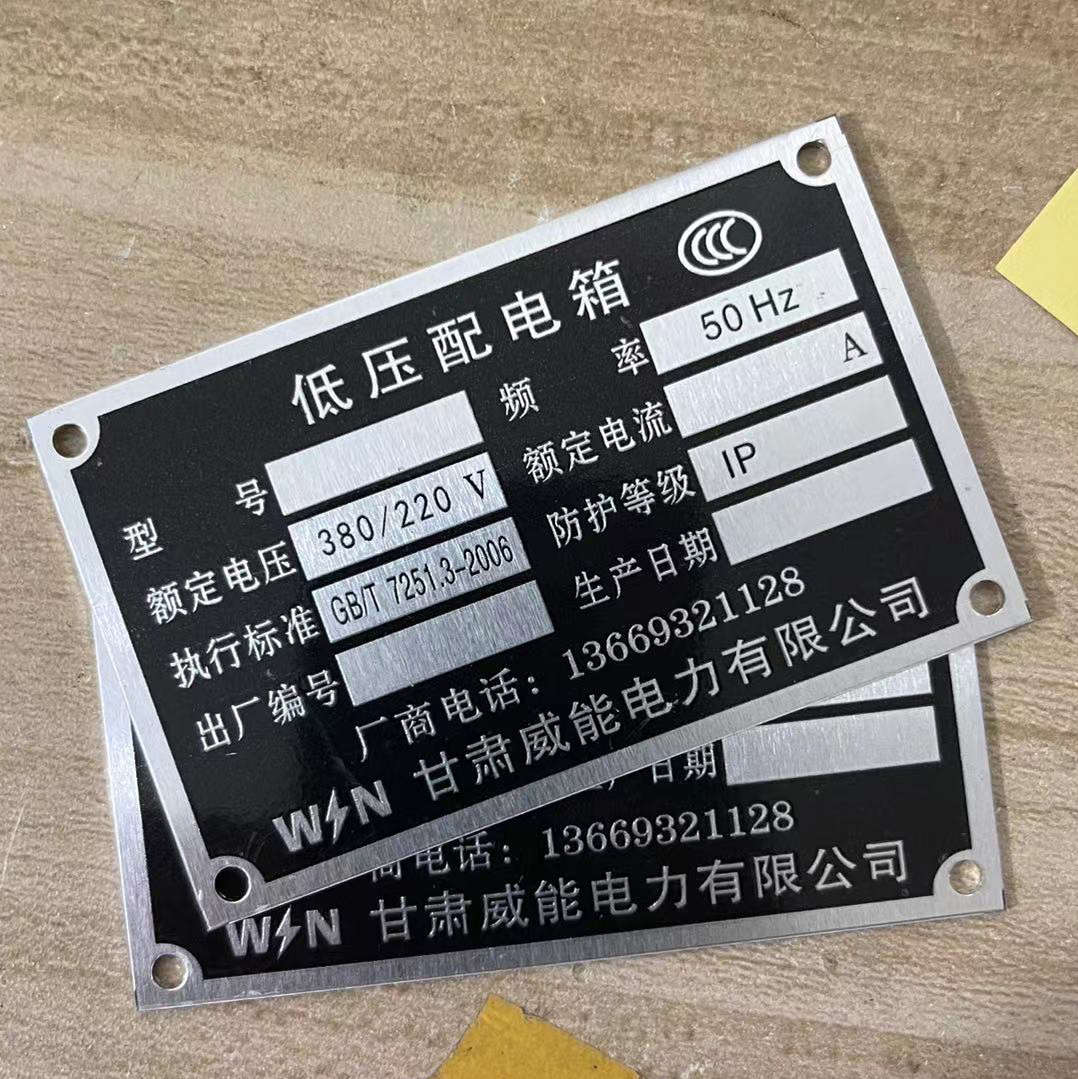 CCC
低压配电箱
型号 频率 50 Hz
额定电压 380/220 V 额定电流 A
执行标准 GB/T 7251.3-2006 防护等级 IP
出厂编号 生产日期
厂商电话：13669321128
WN 甘肃威能电力有限公司
日期
商电话：13669321128
WN 甘肃威能电力有限公司